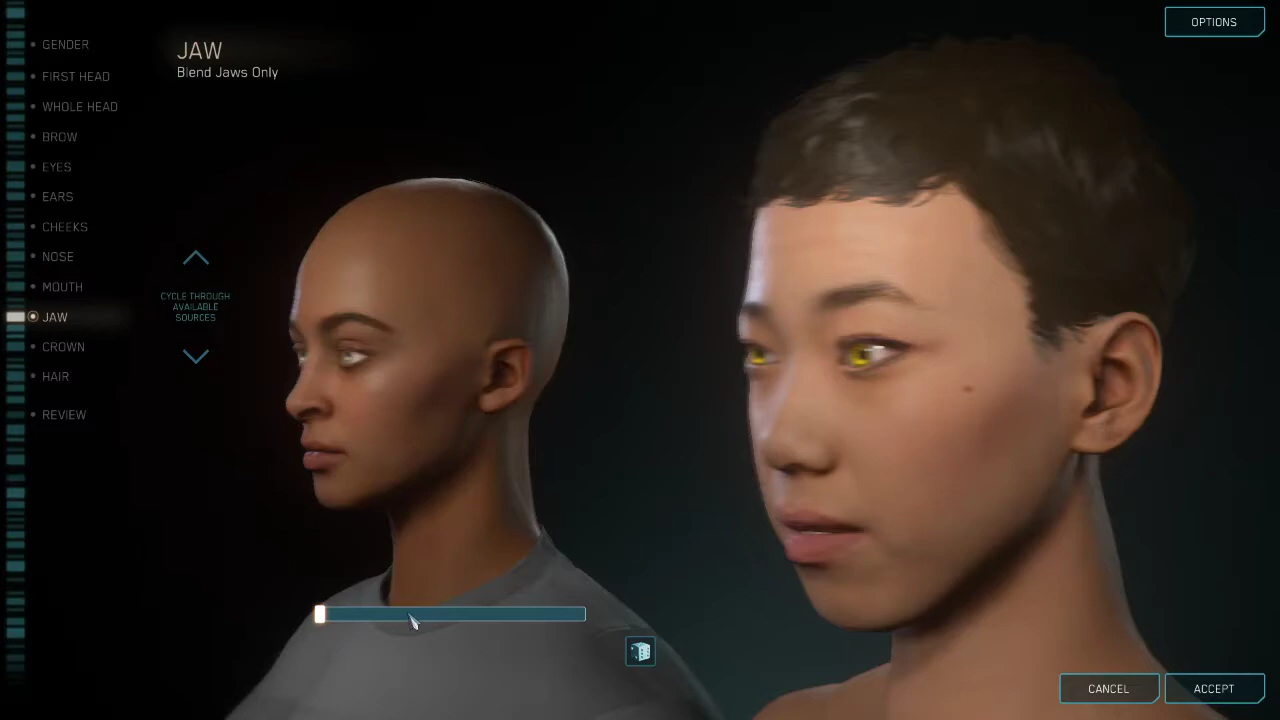 OPTIONS
GENDER
FIRST HEAD
WHOLE HEAD
BROW
EYES
EARS
CHEEKS
NOSE
MOUTH
JAW
CROWN
HAIR
REVIEW
JAW
Blend Jaws Only
CYCLE THROUGH
AVAILABLE
SOURCES
CANCEL
ACCEPT